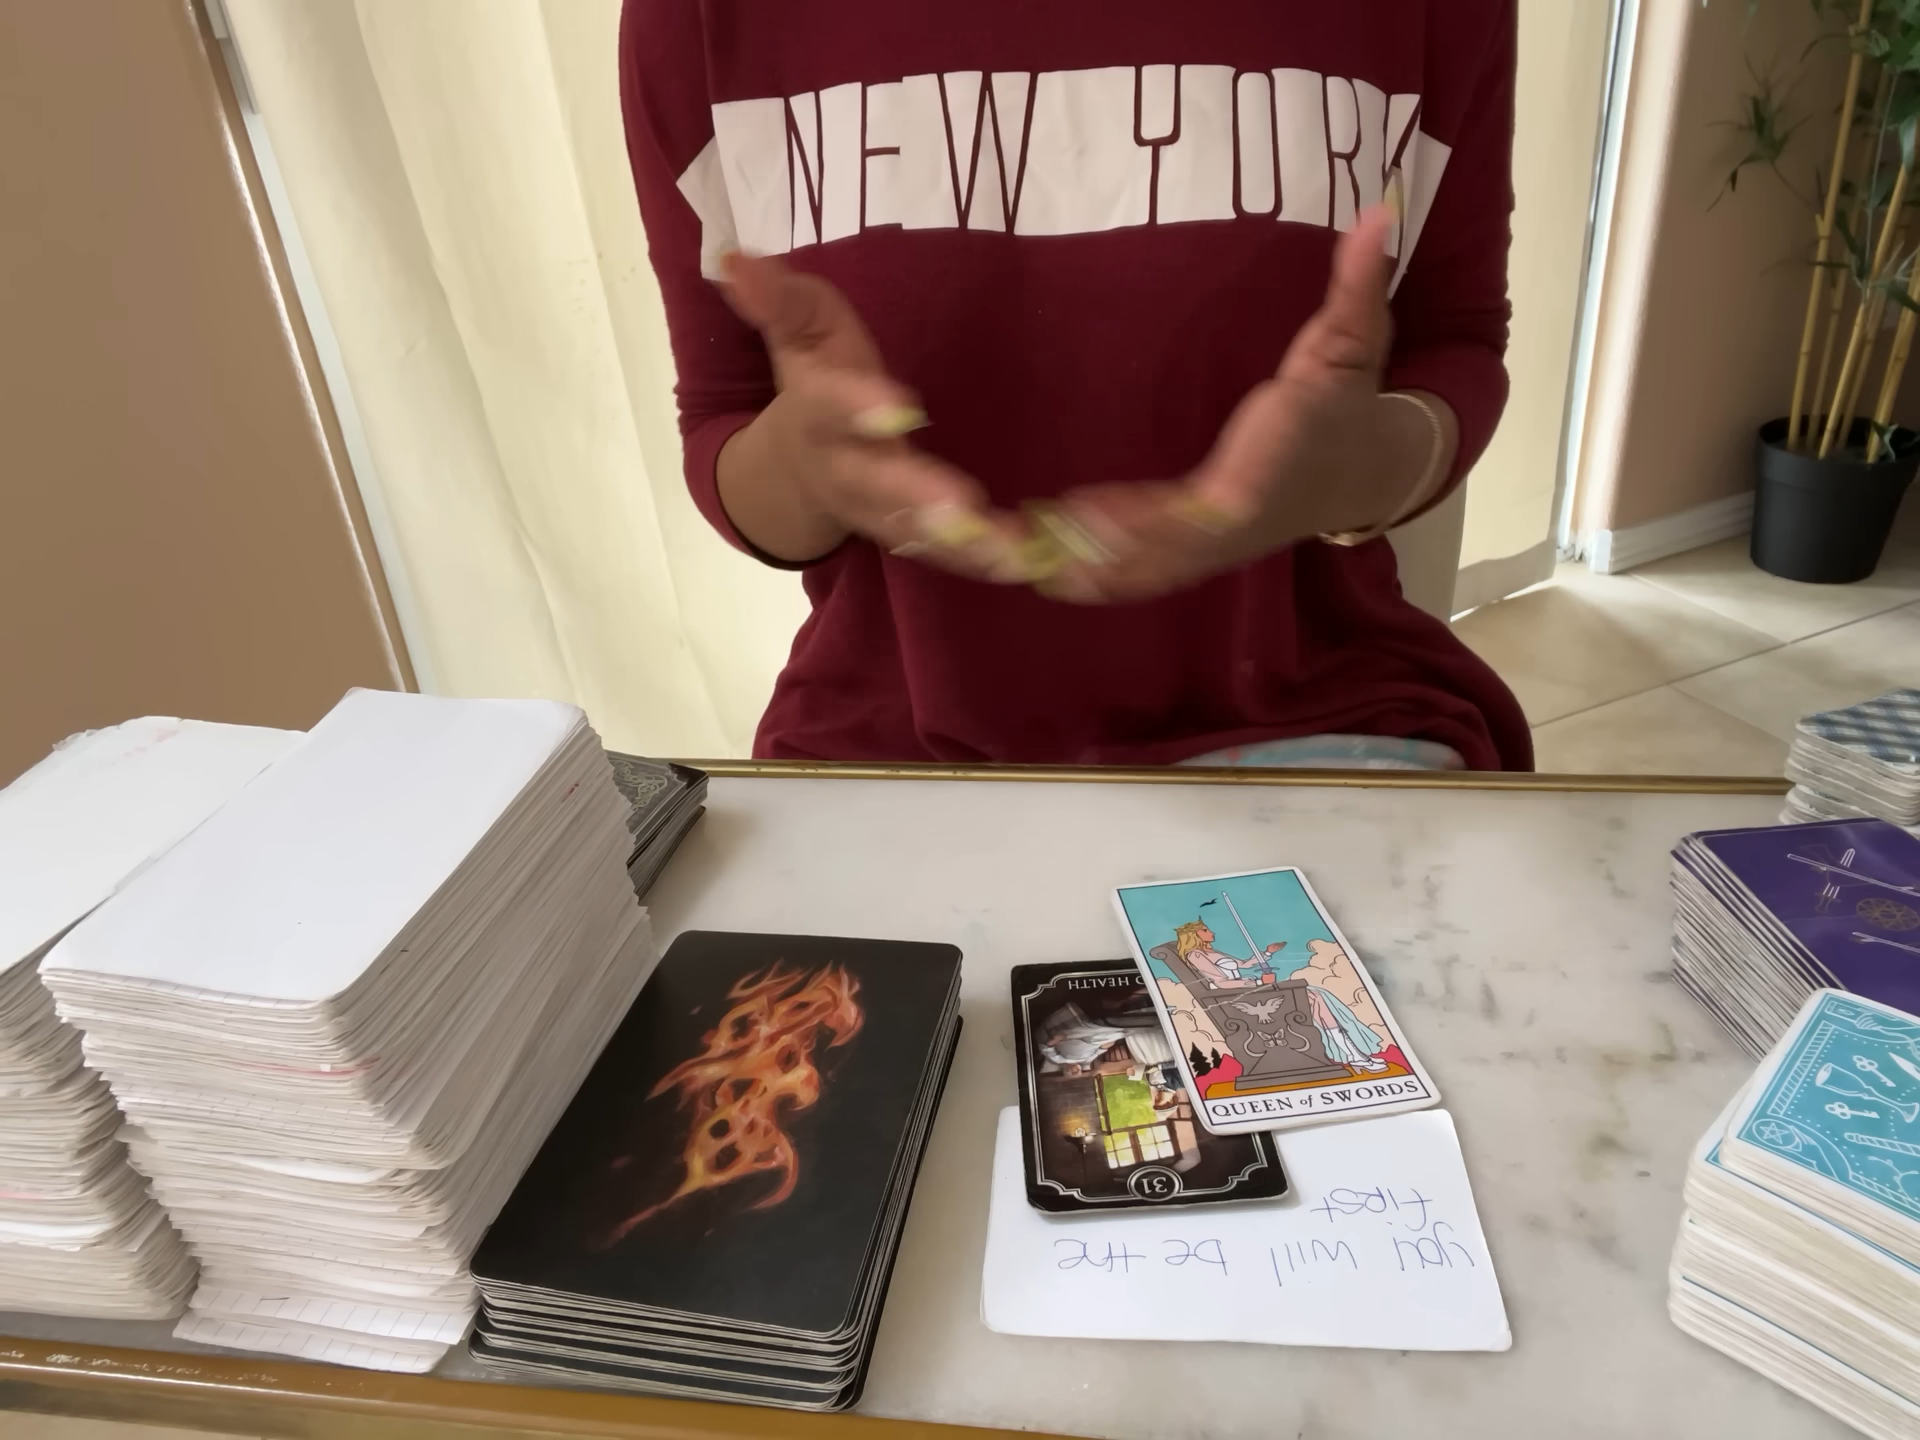 NEW YORK
D HEALTH
31
QUEEN of SWORDS
you will be the
first